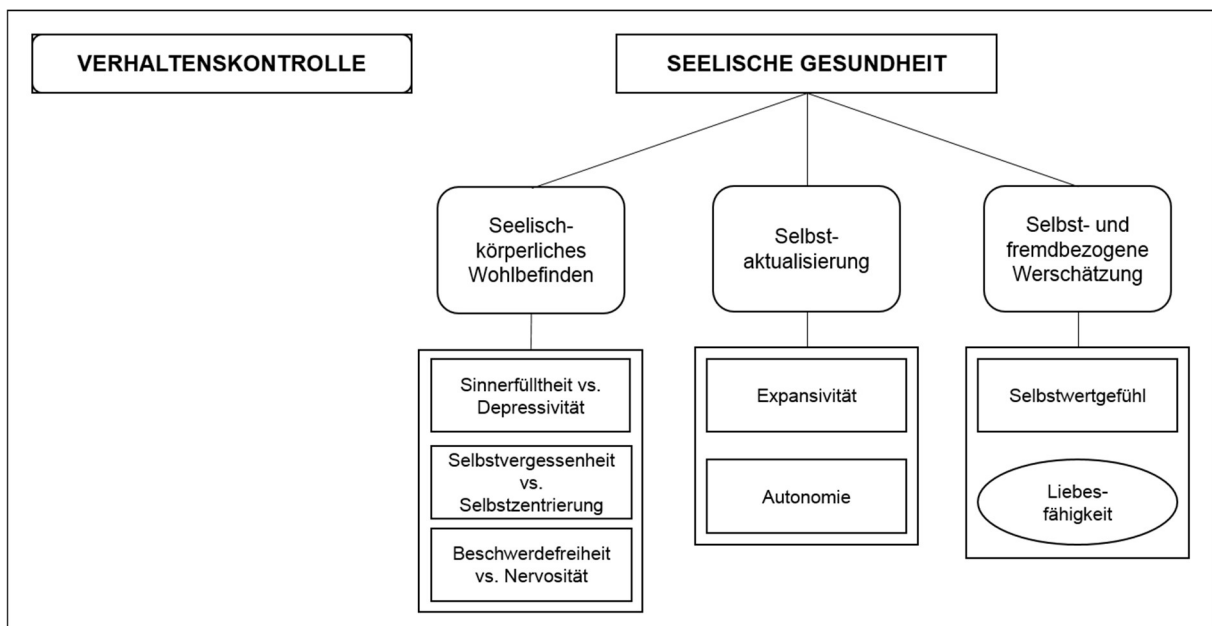 VERHALTENSKONTROLLE
SEELISCHE GESUNDHEIT
Seelisch-
körperliches
Wohlbefinden
Selbst-
aktualisierung
Selbst- und
fremdbezogene
Werschätzung
Sinnerfülltheit vs.
Depressivität
Selbstvergessenheit
vs.
Selbstzentrierung
Beschwerdefreiheit
vs. Nervosität
Expansivität
Autonomie
Selbstwertgefühl
Liebes-
fähigkeit